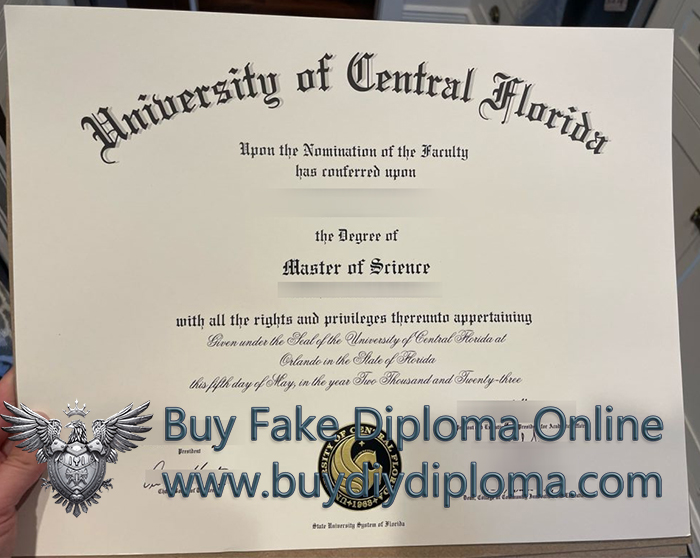 University of Central Florida
Upon the Nomination of the Faculty
has conferred upon
the Degree of
Master of Science
with all the rights and privileges thereunto appertaining
Given under the Seal of the University of Central Florida at
Orlando in the State of Florida
this fifth day of May, in the year Two Thousand and Twenty-three
Buy Fake Diploma Online
President
www.buydiydiploma.com
1963
State University System of Florida